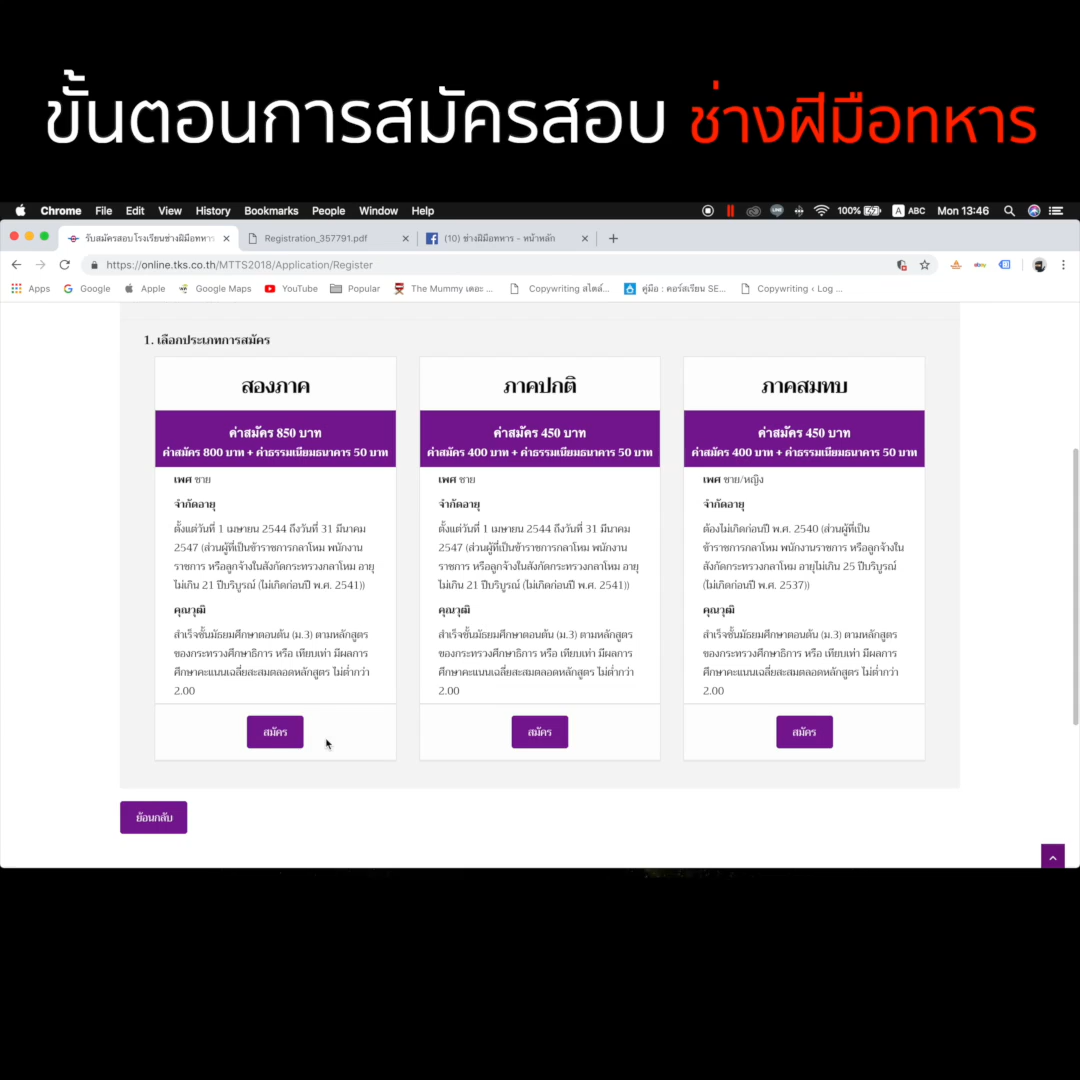 ขั้นตอนการสมัครสอบ ช่างฝีมือทหาร
Chrome File Edit View History Bookmarks People Window Help 100% A ABC Mon 13:46
รับสมัครสอบโรงเรียนช่างฝีมือทหาร Registration_357791.pdf (10) ช่างฝีมือทหาร - หน้าหลัก
https://online.tks.co.th/MTTS2018/Application/Register
Apps Google Apple Google Maps YouTube Popular The Mummy เดอะ ... Copywriting สไตล์... คู่มือ : คอร์สเรียน SE... Copywriting ‹ Log ...
1. เลือกประเภทการสมัคร
สองภาค
ค่าสมัคร 850 บาท
ค่าสมัคร 800 บาท + ค่าธรรมเนียมธนาคาร 50 บาท
เพศ ชาย
จำกัดอายุ
ตั้งแต่วันที่ 1 เมษายน 2544 ถึงวันที่ 31 มีนาคม
2547 (ส่วนผู้ที่เป็นข้าราชการกลาโหม พนักงาน
ราชการ หรือลูกจ้างในสังกัดกระทรวงกลาโหม อายุ
ไม่เกิน 21 ปีบริบูรณ์ (ไม่เกิดก่อนปี พ.ศ. 2541))
คุณวุฒิ
สำเร็จชั้นมัธยมศึกษาตอนต้น (ม.3) ตามหลักสูตร
ของกระทรวงศึกษาธิการ หรือ เทียบเท่า มีผลการ
ศึกษาคะแนนเฉลี่ยสะสมตลอดหลักสูตร ไม่ต่ำกว่า
2.00
สมัคร
ภาคปกติ
ค่าสมัคร 450 บาท
ค่าสมัคร 400 บาท + ค่าธรรมเนียมธนาคาร 50 บาท
เพศ ชาย
จำกัดอายุ
ตั้งแต่วันที่ 1 เมษายน 2544 ถึงวันที่ 31 มีนาคม
2547 (ส่วนผู้ที่เป็นข้าราชการกลาโหม พนักงาน
ราชการ หรือลูกจ้างในสังกัดกระทรวงกลาโหม อายุ
ไม่เกิน 21 ปีบริบูรณ์ (ไม่เกิดก่อนปี พ.ศ. 2541))
คุณวุฒิ
สำเร็จชั้นมัธยมศึกษาตอนต้น (ม.3) ตามหลักสูตร
ของกระทรวงศึกษาธิการ หรือ เทียบเท่า มีผลการ
ศึกษาคะแนนเฉลี่ยสะสมตลอดหลักสูตร ไม่ต่ำกว่า
2.00
สมัคร
ภาคสมทบ
ค่าสมัคร 450 บาท
ค่าสมัคร 400 บาท + ค่าธรรมเนียมธนาคาร 50 บาท
เพศ ชาย/หญิง
จำกัดอายุ
ต้องไม่เกิดก่อนปี พ.ศ. 2540 (ส่วนผู้ที่เป็น
ข้าราชการกลาโหม พนักงานราชการ หรือลูกจ้างใน
สังกัดกระทรวงกลาโหม อายุไม่เกิน 25 ปีบริบูรณ์
(ไม่เกิดก่อนปี พ.ศ. 2537))
คุณวุฒิ
สำเร็จชั้นมัธยมศึกษาตอนต้น (ม.3) ตามหลักสูตร
ของกระทรวงศึกษาธิการ หรือ เทียบเท่า มีผลการ
ศึกษาคะแนนเฉลี่ยสะสมตลอดหลักสูตร ไม่ต่ำกว่า
2.00
สมัคร
ย้อนกลับ